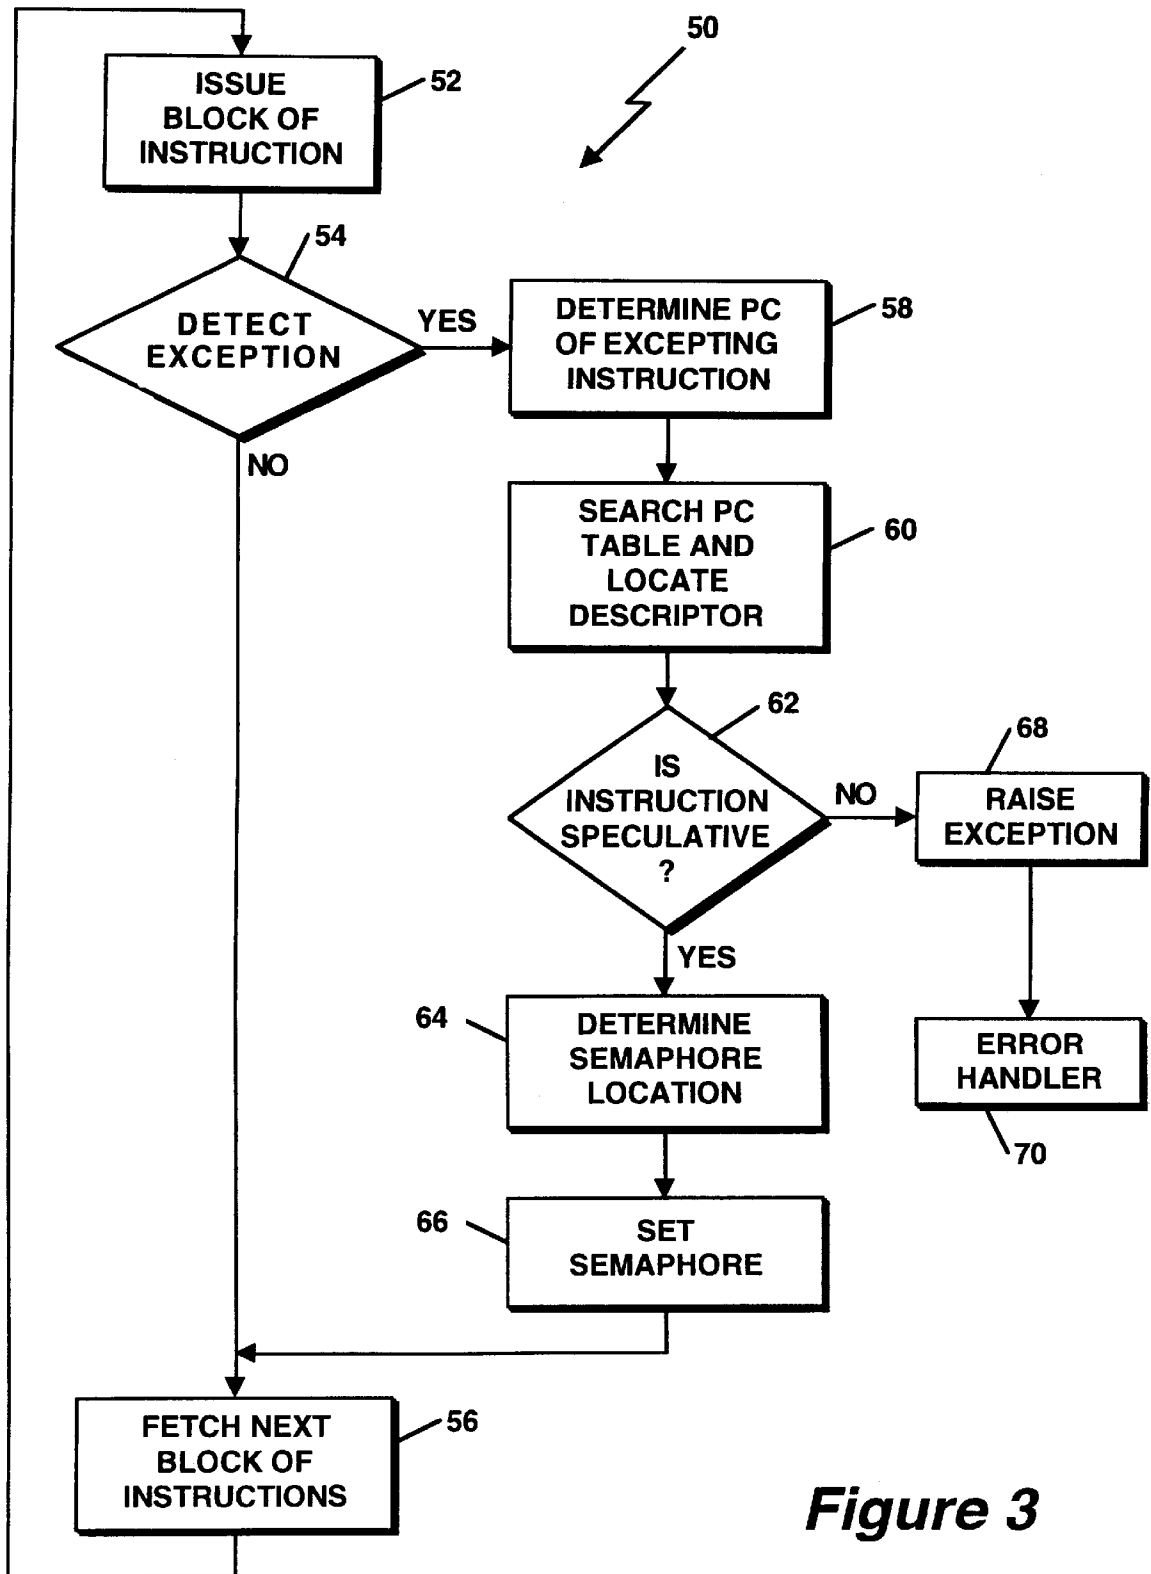 50
ISSUE
BLOCK OF
INSTRUCTION
52
54
DETECT
EXCEPTION
YES
NO
DETERMINE PC
OF EXCEPTING
INSTRUCTION
58
SEARCH PC
TABLE AND
LOCATE
DESCRIPTOR
60
62
IS
INSTRUCTION
SPECULATIVE
?
NO
68
RAISE
EXCEPTION
YES
64
DETERMINE
SEMAPHORE
LOCATION
ERROR
HANDLER
70
66
SET
SEMAPHORE
FETCH NEXT
BLOCK OF
INSTRUCTIONS
56
Figure 3